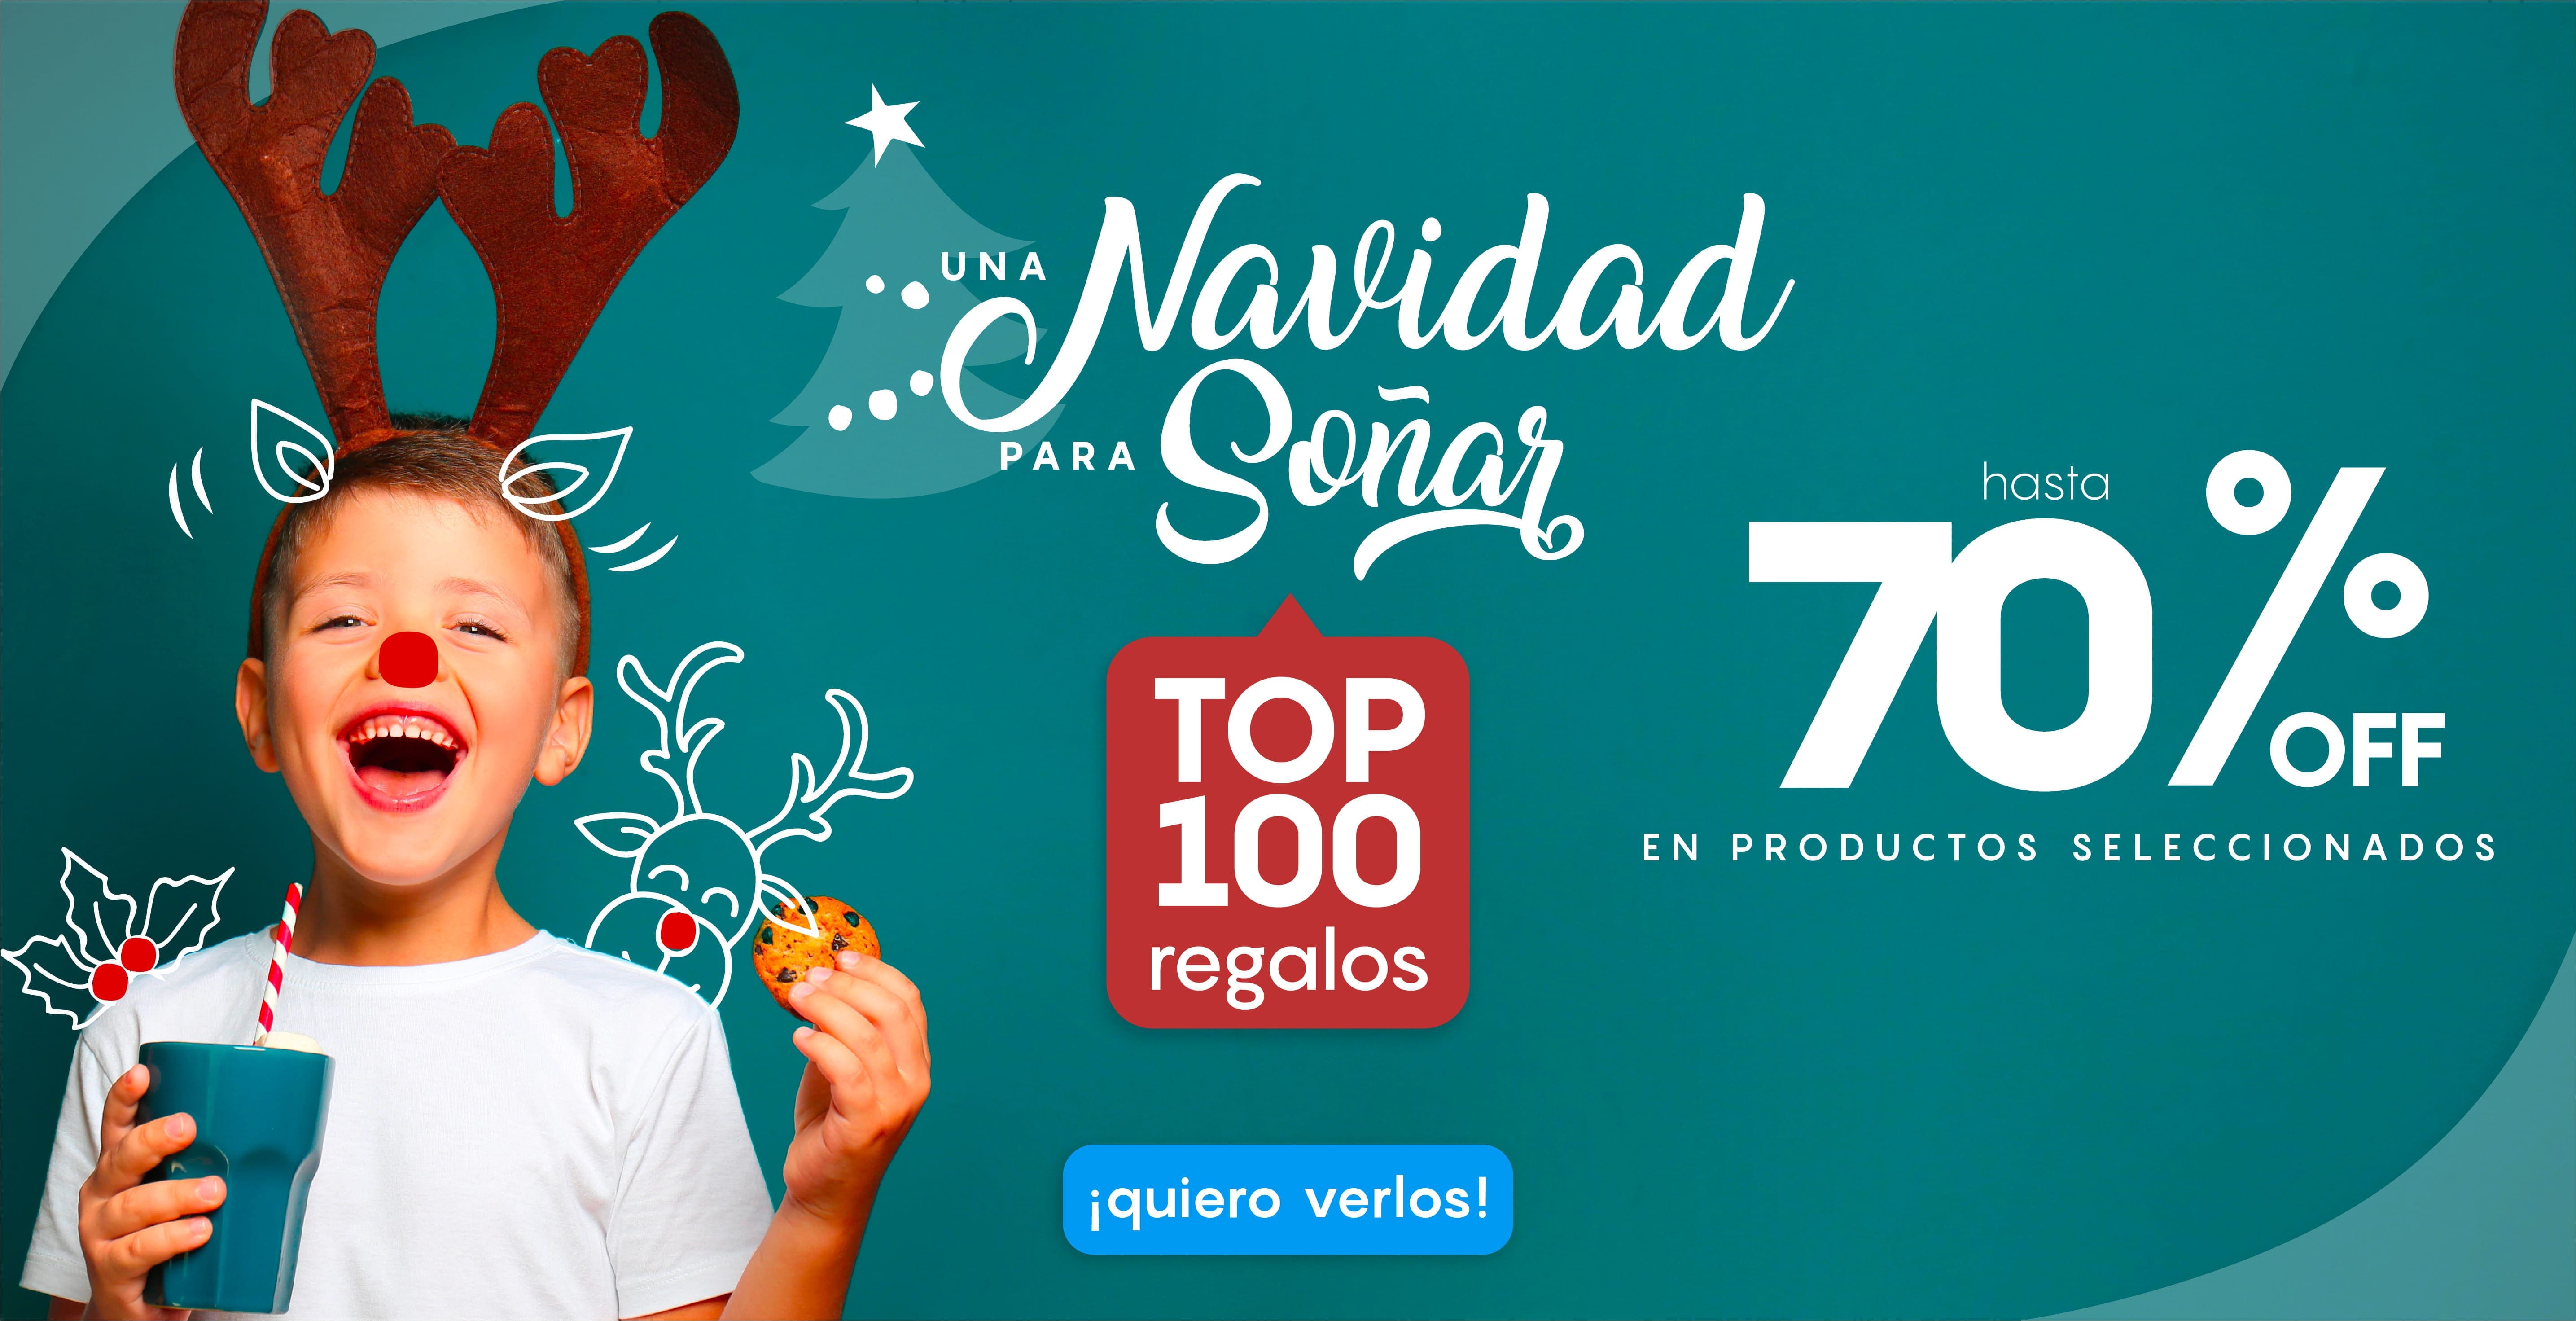 UNA
Navidad
PARA Soñar
TOP
100
regalos
¡quiero verlos!
hasta
70%
OFF
EN PRODUCTOS SELECCIONADOS